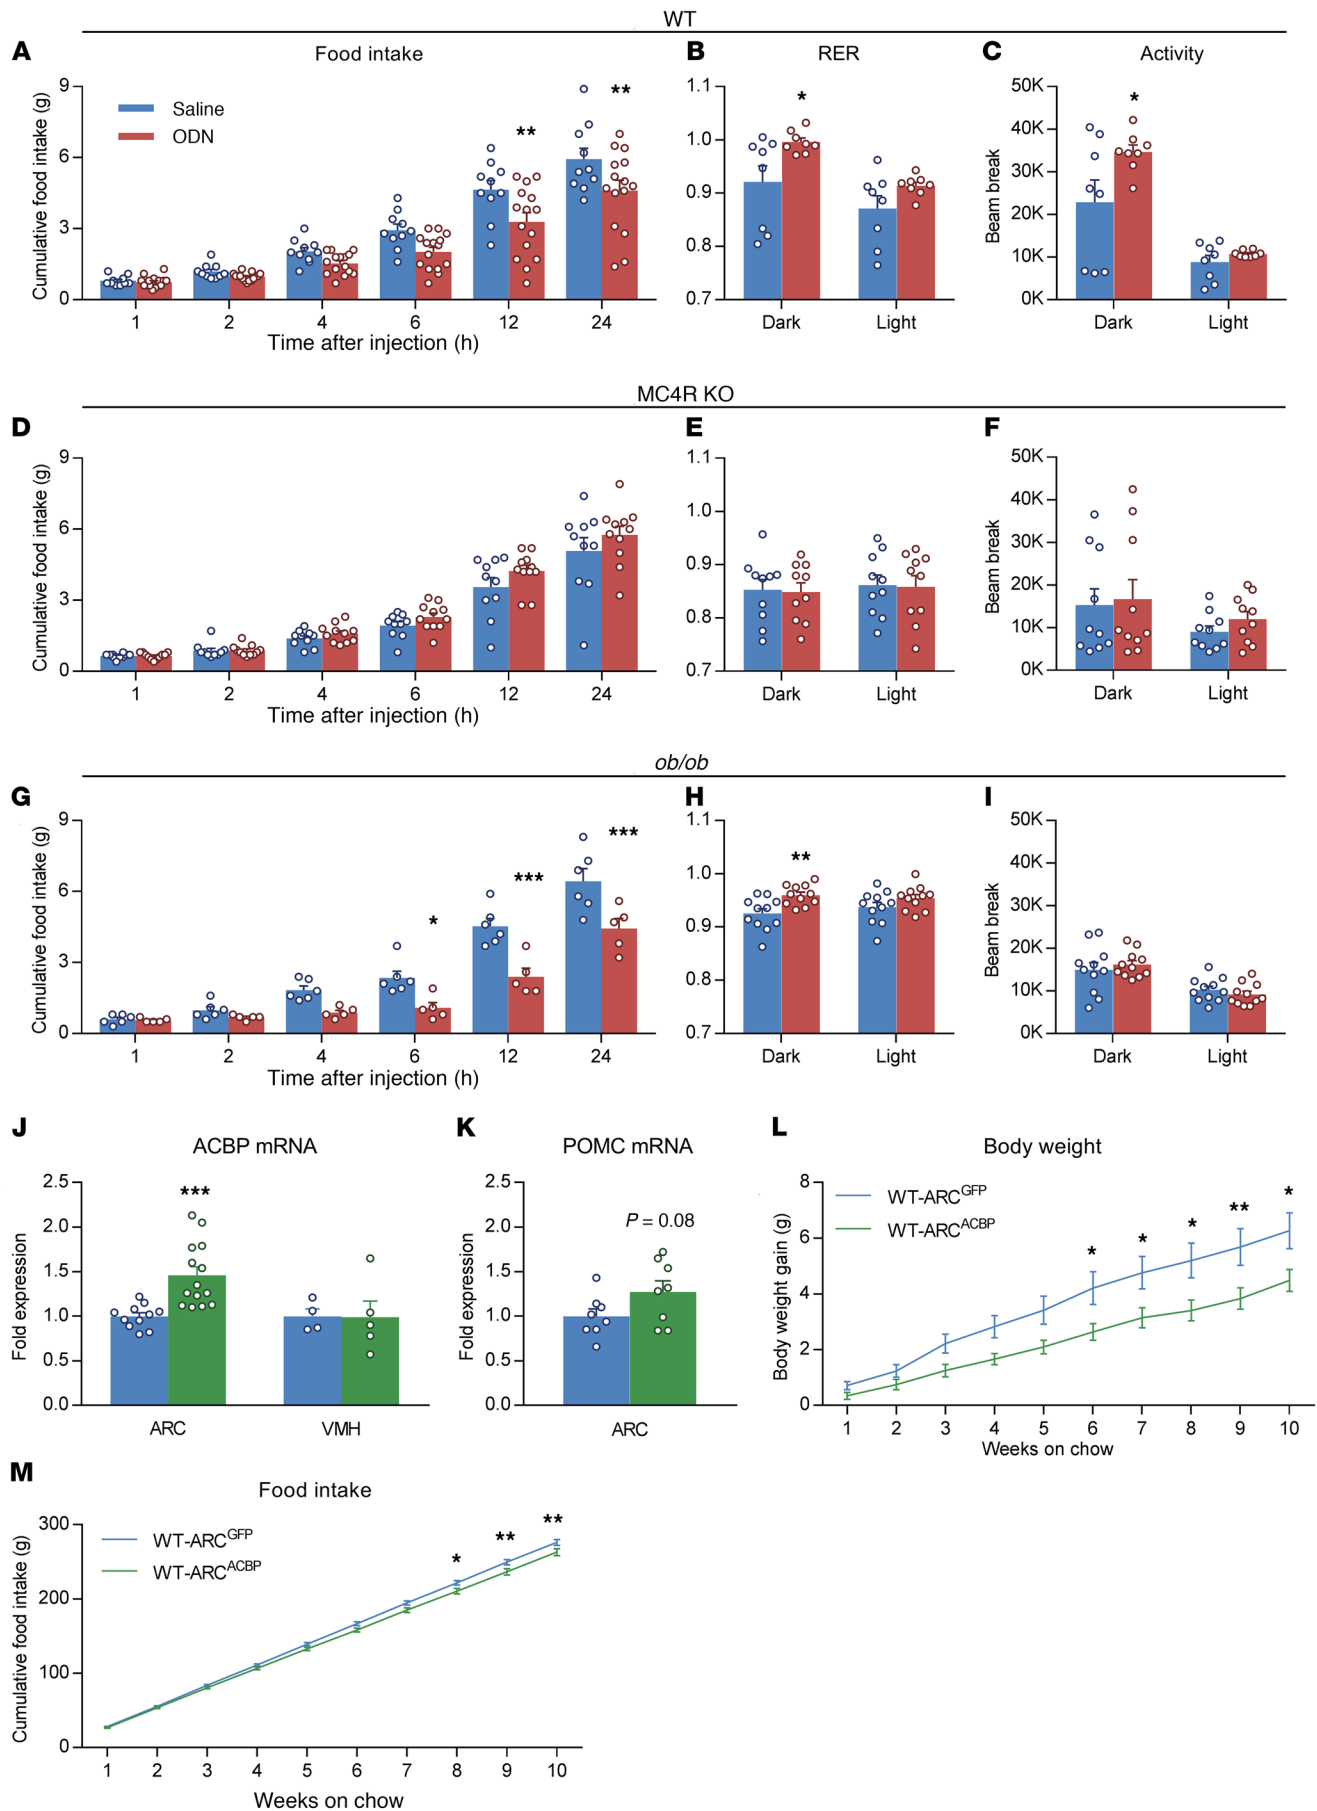 WT
A Food intake B RER C Activity
Cumulative food intake (g)
9
6
3
0
Saline
ODN
** **
1 2 4 6 12 24
Time after injection (h)
1.1
1.0
0.9
0.8
0.7
*
Dark Light
Beam break
50K
40K
30K
20K
10K
0K
*
Dark Light
MC4R KO
D E F
Cumulative food intake (g)
9
6
3
0
1 2 4 6 12 24
Time after injection (h)
1.1
1.0
0.9
0.8
0.7
Dark Light
Beam break
50K
40K
30K
20K
10K
0K
Dark Light
ob/ob
G H I
Cumulative food intake (g)
9
6
3
0
* *** ***
1 2 4 6 12 24
Time after injection (h)
1.1
1.0
0.9
0.8
0.7
**
Dark Light
Beam break
50K
40K
30K
20K
10K
0K
Dark Light
J ACBP mRNA
Fold expression
2.5
2.0
1.5
1.0
0.5
0.0
***
ARC VMH
K POMC mRNA
Fold expression
2.5
2.0
1.5
1.0
0.5
0.0
P = 0.08
ARC
L Body weight
Body weight gain (g)
8
6
4
2
0
WT-ARC^GFP
WT-ARC^ACBP
* * * ** *
1 2 3 4 5 6 7 8 9 10
Weeks on chow
M Food intake
Cumulative food intake (g)
300
200
100
0
WT-ARC^GFP
WT-ARC^ACBP
* ** **
1 2 3 4 5 6 7 8 9 10
Weeks on chow